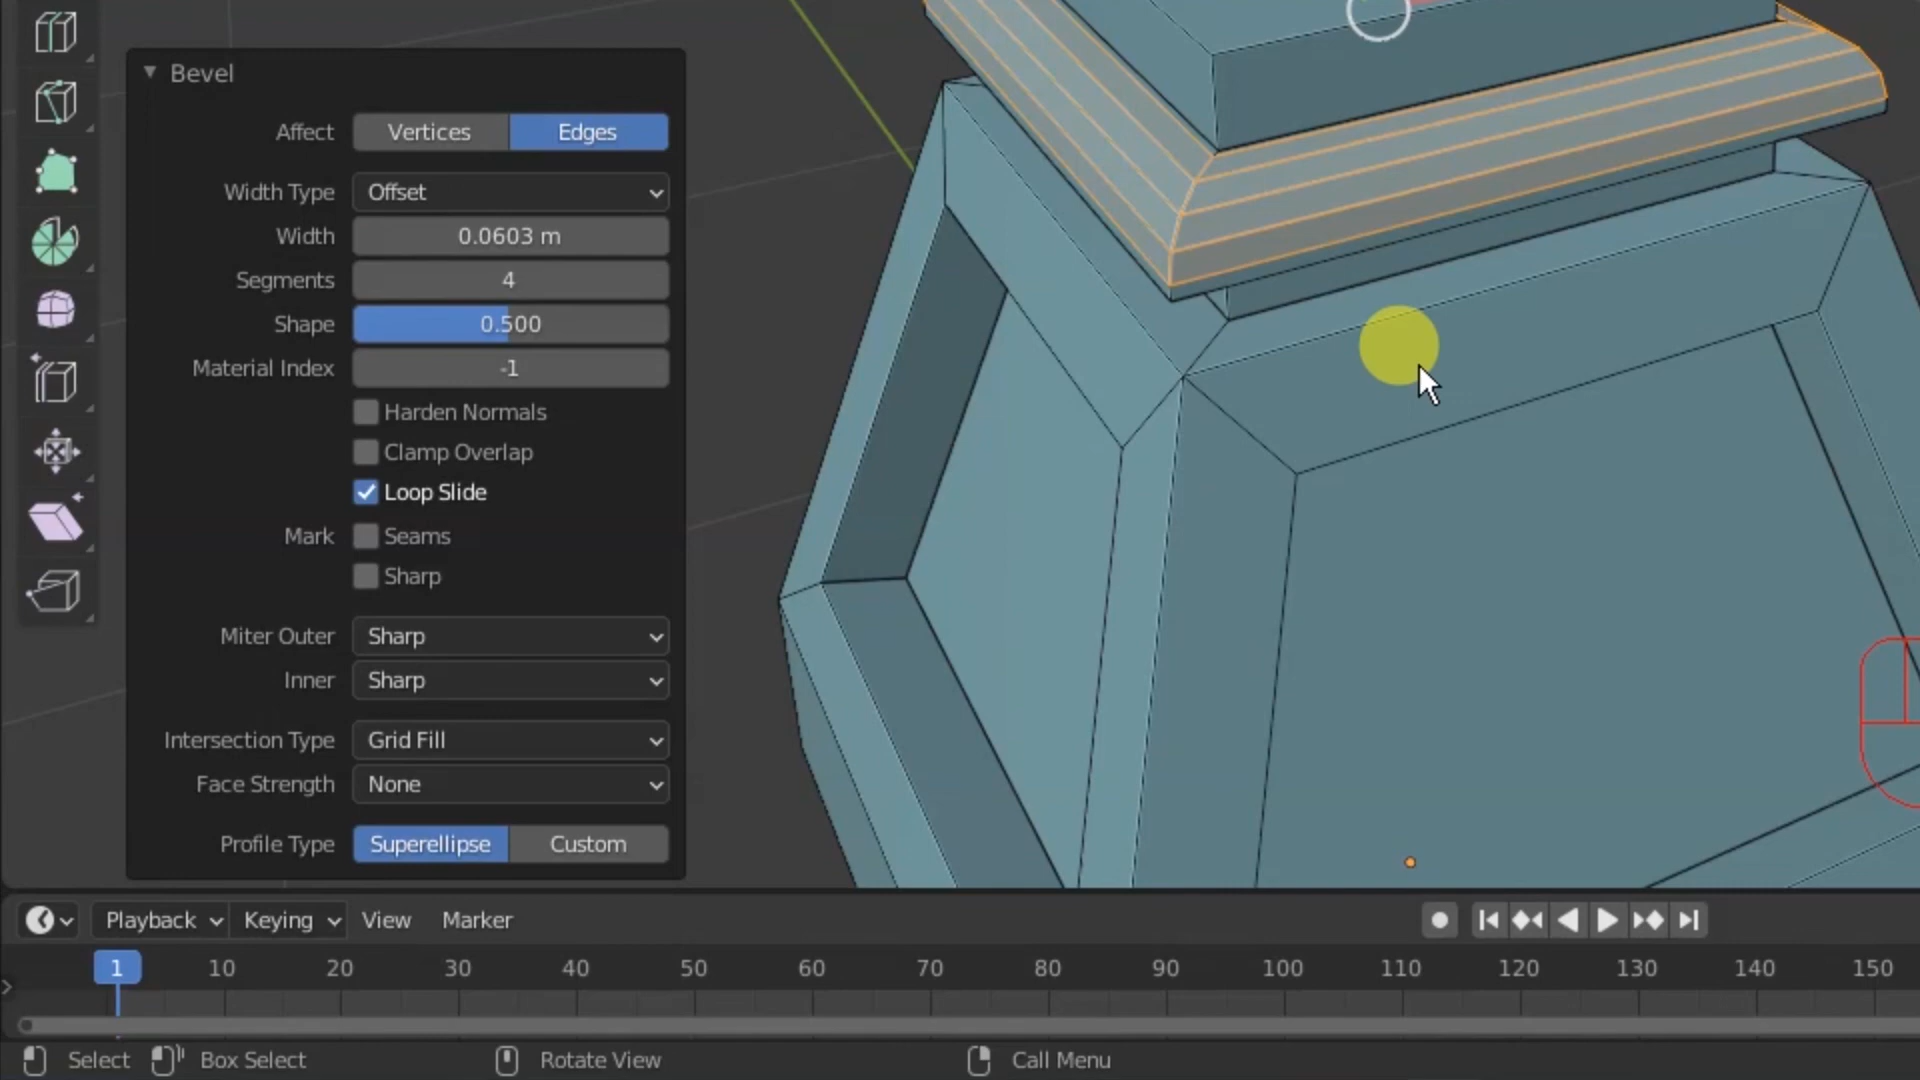 Bevel
Affect Vertices Edges
Width Type Offset
Width 0.0603 m
Segments 4
Shape 0.500
Material Index -1
Harden Normals
Clamp Overlap
Loop Slide
Mark Seams
Sharp
Miter Outer Sharp
Inner Sharp
Intersection Type Grid Fill
Face Strength None
Profile Type Superellipse Custom
Playback Keying View Marker
1 10 20 30 40 50 60 70 80 90 100 110 120 130 140 150
Select Box Select Rotate View Call Menu